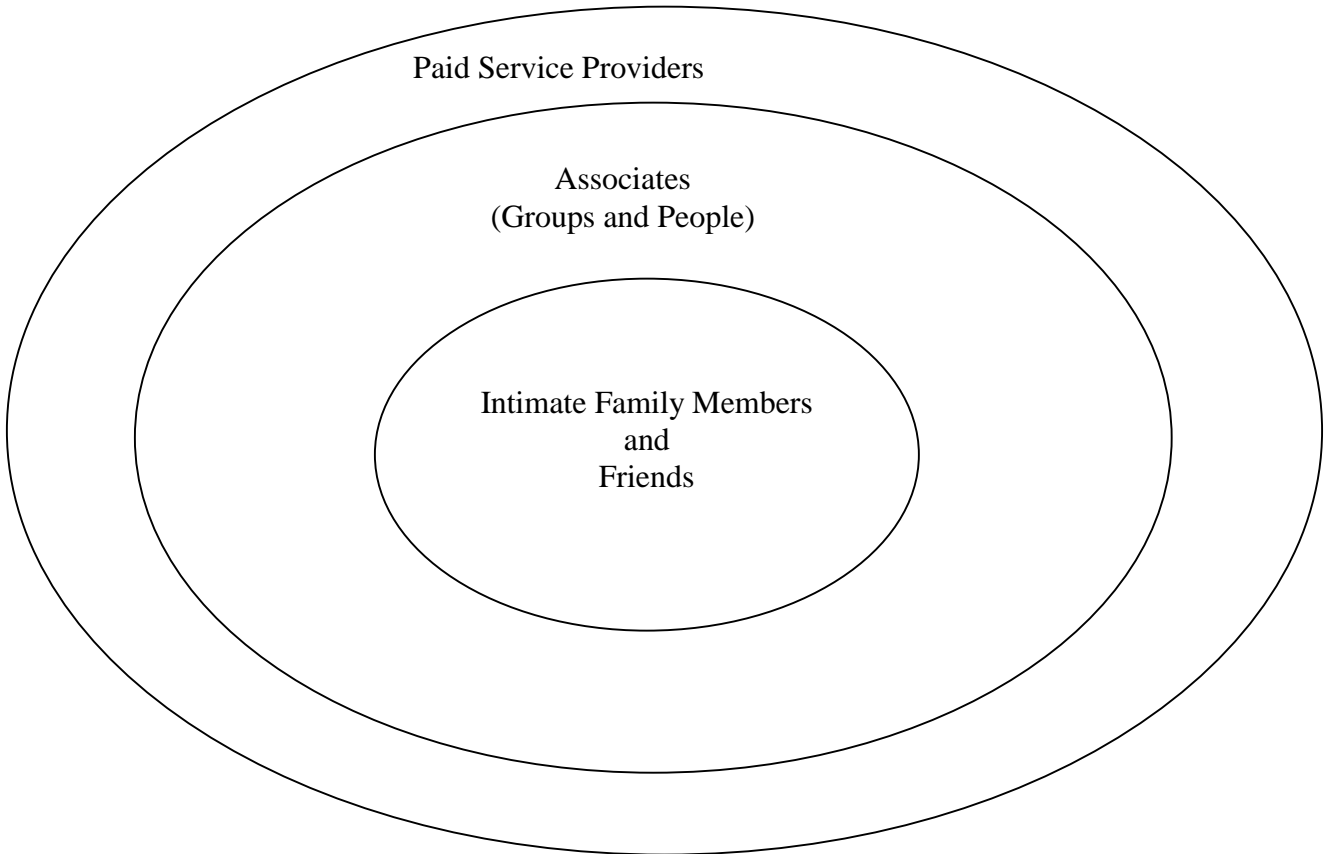 Paid Service Providers
Associates
(Groups and People)
Intimate Family Members
and
Friends